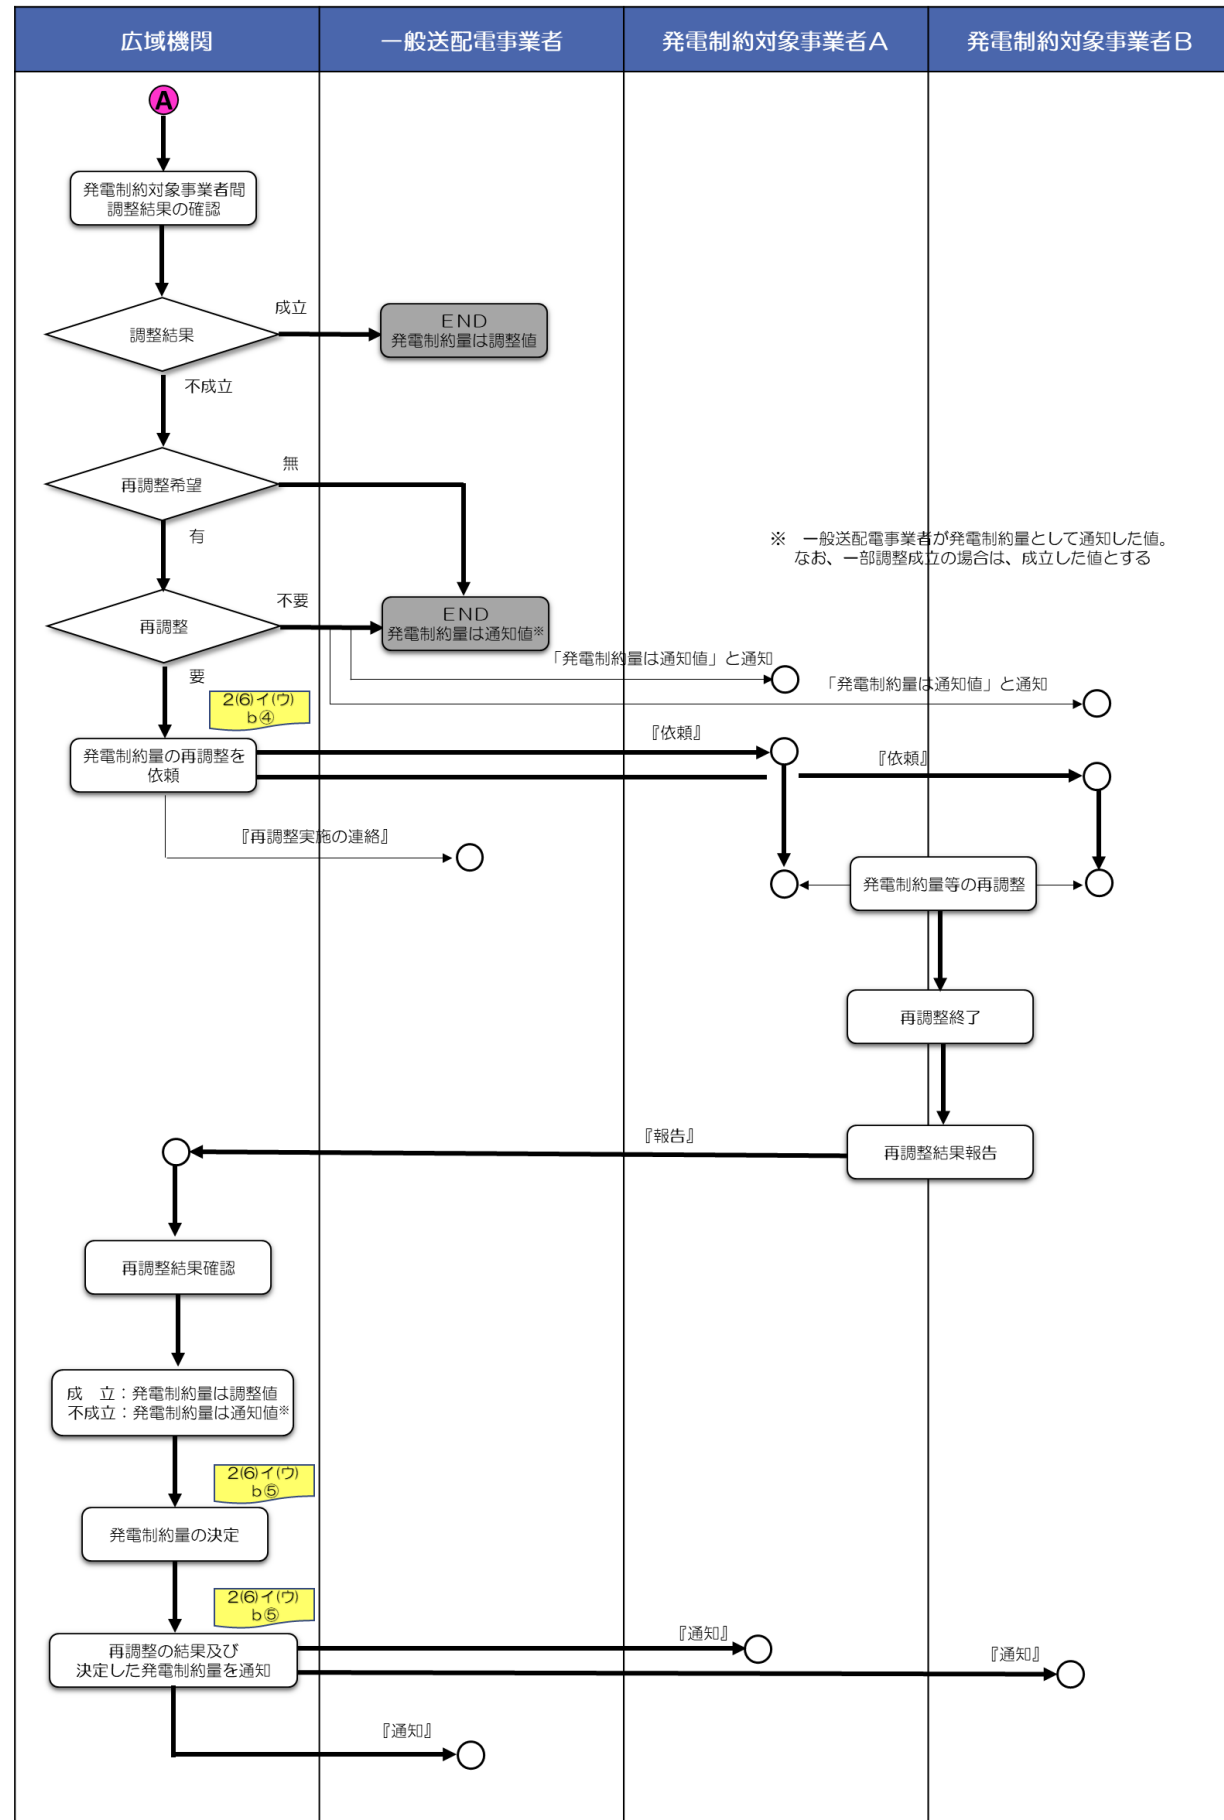 広域機関
一般送配電事業者
発電制約対象事業者A
発電制約対象事業者B
A
発電制約対象事業者間
調整結果の確認
調整結果
成立
END
発電制約量は調整値
不成立
再調整希望
無
有
※　一般送配電事業者が発電制約量として通知した値。
なお、一部調整成立の場合は、成立した値とする
再調整
不要
END
発電制約量は通知値※
「発電制約量は通知値」と通知
「発電制約量は通知値」と通知
要
2(6)イ(ウ)
b④
発電制約量の再調整を
依頼
『依頼』
『依頼』
『再調整実施の連絡』
発電制約量等の再調整
再調整終了
再調整結果報告
『報告』
再調整結果確認
成　立：発電制約量は調整値
不成立：発電制約量は通知値※
2(6)イ(ウ)
b⑤
発電制約量の決定
2(6)イ(ウ)
b⑤
再調整の結果及び
決定した発電制約量を通知
『通知』
『通知』
『通知』